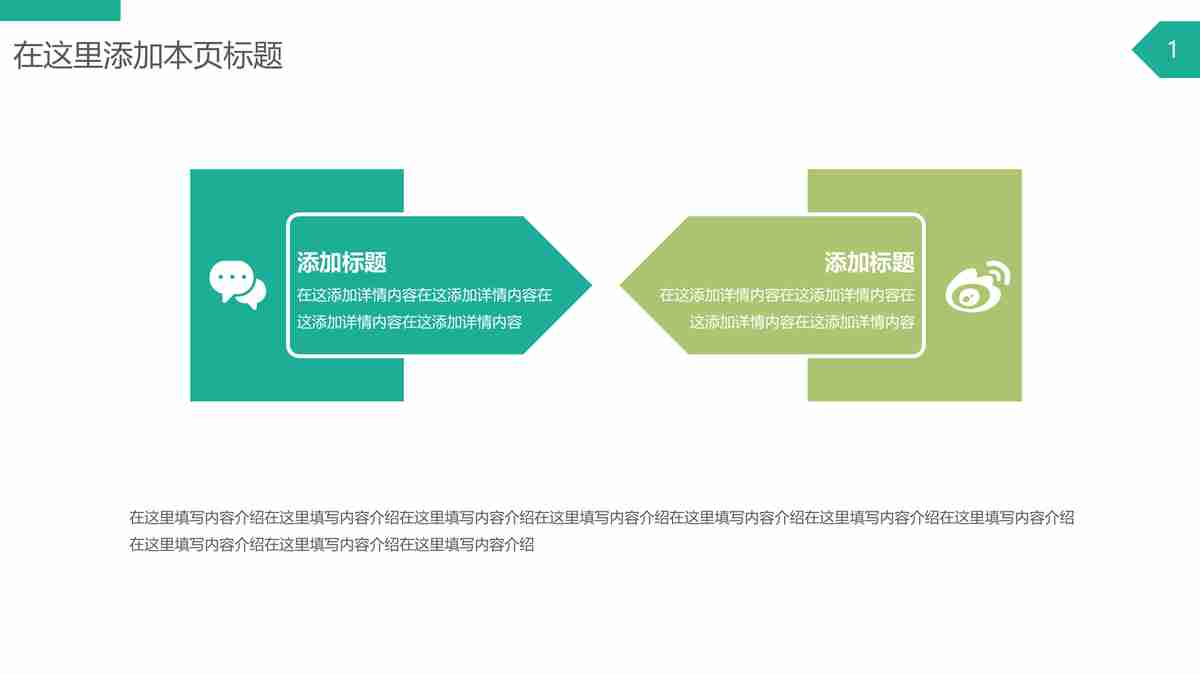 在这里添加本页标题
1
添加标题
在这添加详情内容在这添加详情内容在
这添加详情内容在这添加详情内容
添加标题
在这添加详情内容在这添加详情内容在
这添加详情内容在这添加详情内容
在这里填写内容介绍在这里填写内容介绍在这里填写内容介绍在这里填写内容介绍在这里填写内容介绍在这里填写内容介绍在这里填写内容介绍
在这里填写内容介绍在这里填写内容介绍在这里填写内容介绍